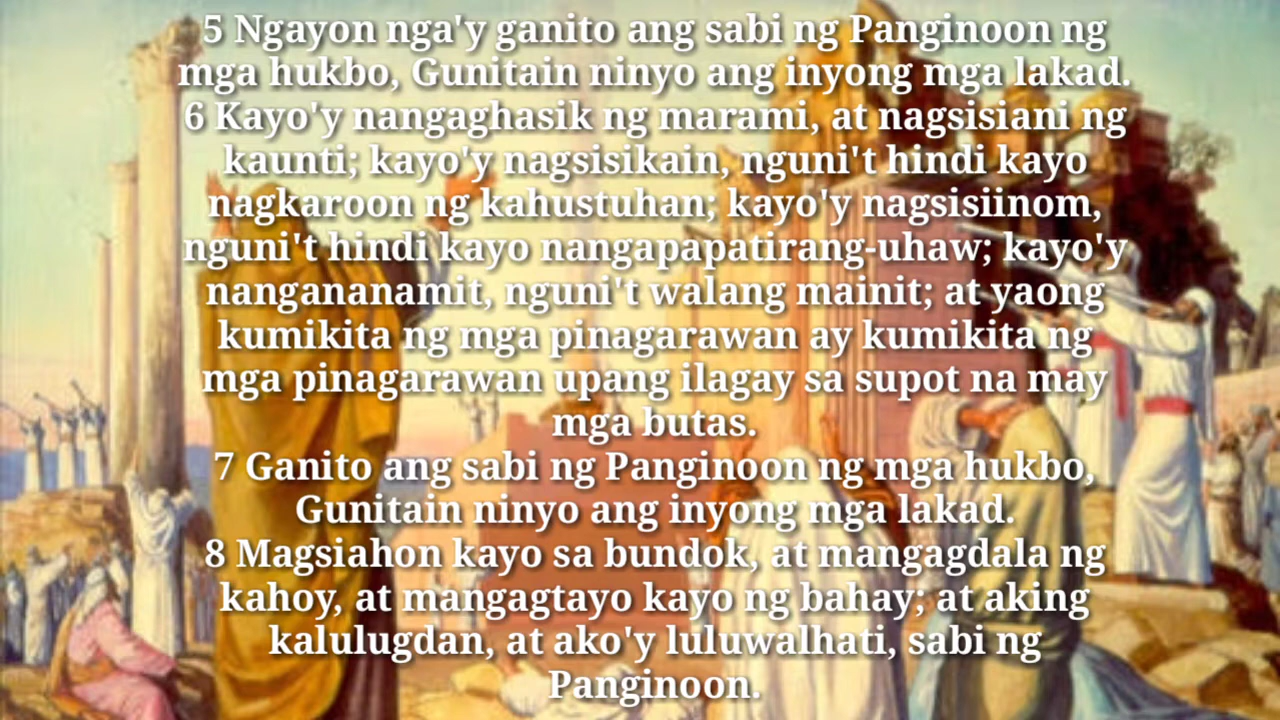 5 Ngayon nga'y ganito ang sabi ng Panginoon ng
mga hukbo, Gunitain ninyo ang inyong mga lakad.
6 Kayo'y nangaghasik ng marami, at nagsisiani ng
kaunti; kayo'y nagsisikain, nguni't hindi kayo
nagkaroon ng kahustuhan; kayo'y nagsisiinom,
nguni't hindi kayo nangapapatirang-uhaw; kayo'y
nangananamit, nguni't walang mainit; at yaong
kumikita ng mga pinagarawan ay kumikita ng
mga pinagarawan upang ilagay sa supot na may
mga butas.
7 Ganito ang sabi ng Panginoon ng mga hukbo,
Gunitain ninyo ang inyong mga lakad.
8 Magsiahon kayo sa bundok, at mangagdala ng
kahoy, at mangagtayo kayo ng bahay; at aking
kalulugdan, at ako'y luluwalhati, sabi ng
Panginoon.